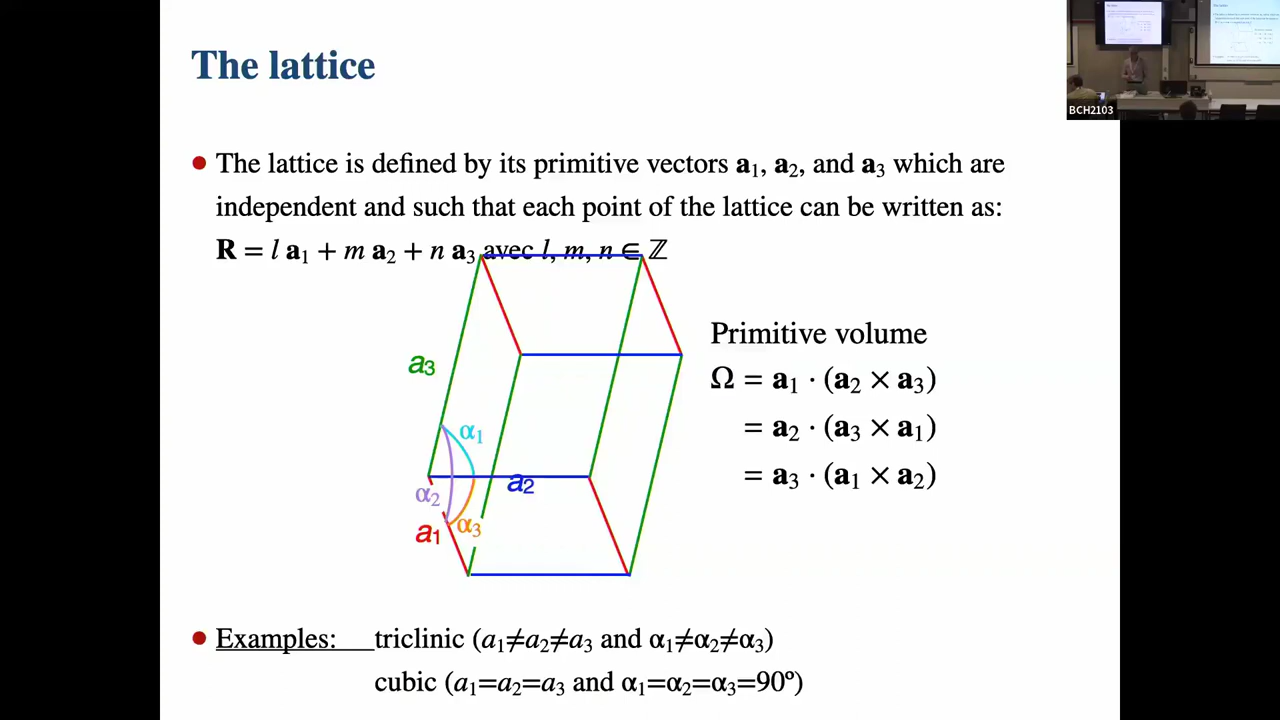 The lattice
BCH2103
• The lattice is defined by its primitive vectors a₁, a₂, and a₃ which are
independent and such that each point of the lattice can be written as:
R = l a₁ + m a₂ + n a₃ avec l, m, n ∈ ℤ
a₃
α₁
α₂
a₂
a₁
α₃
Primitive volume
Ω = a₁ · (a₂ × a₃)
= a₂ · (a₃ × a₁)
= a₃ · (a₁ × a₂)
• Examples: triclinic (a₁≠a₂≠a₃ and α₁≠α₂≠α₃)
cubic (a₁=a₂=a₃ and α₁=α₂=α₃=90º)